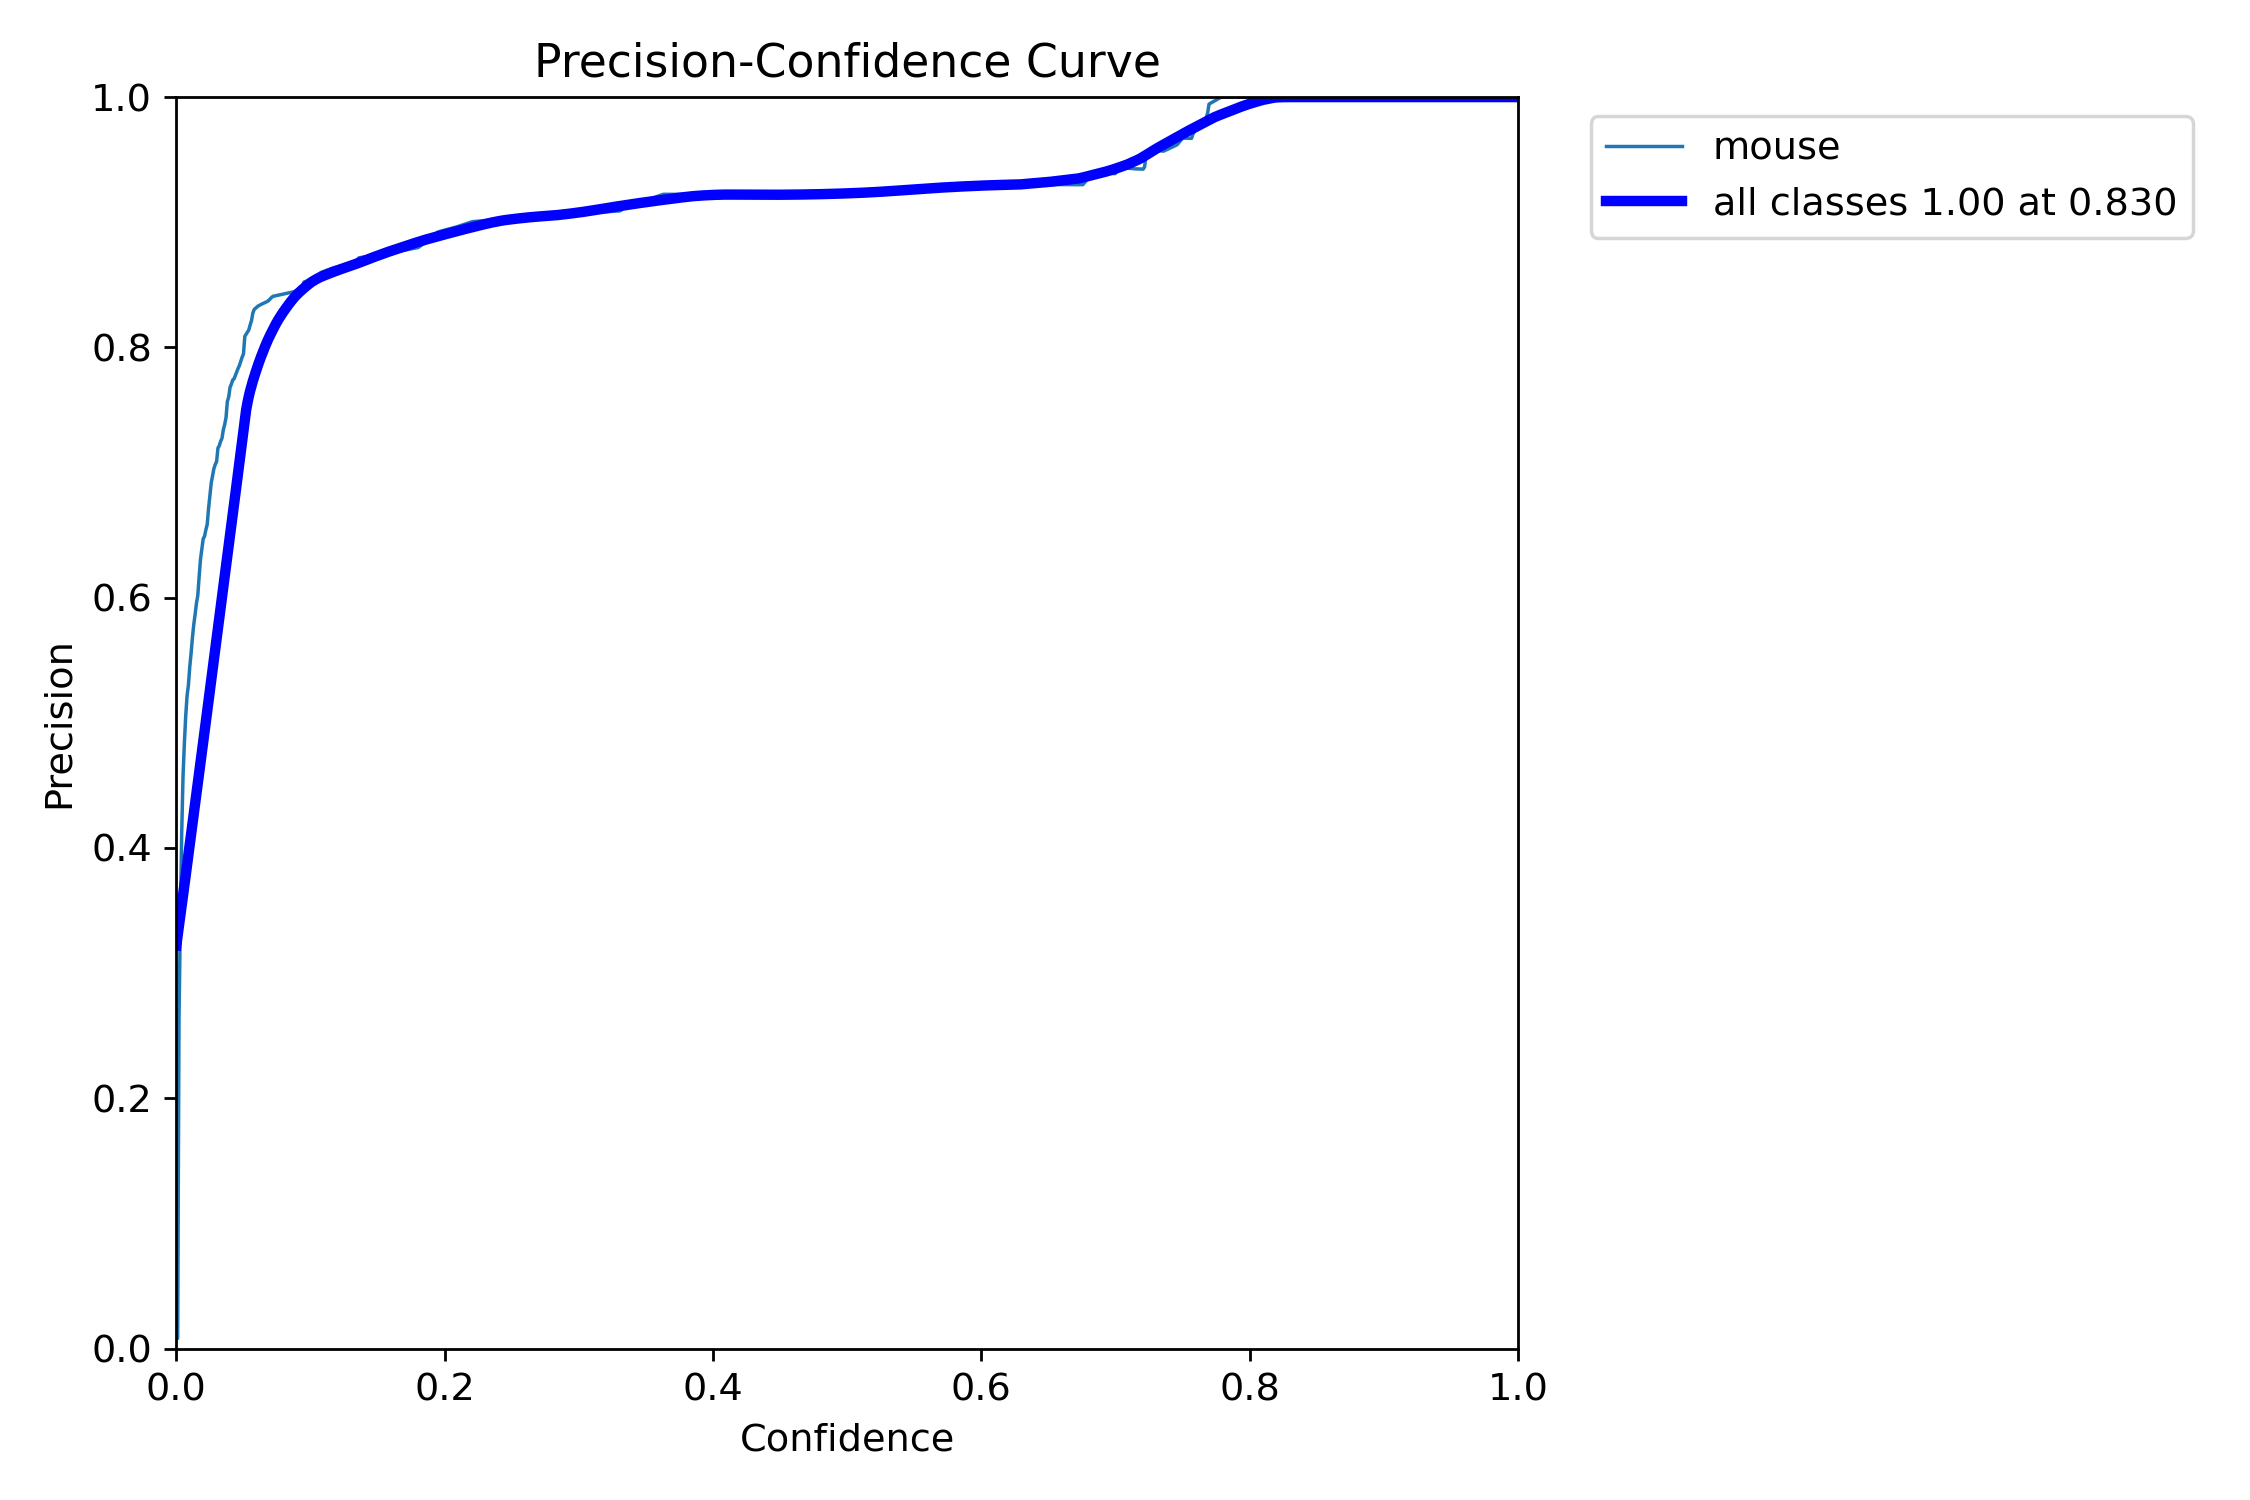 Precision-Confidence Curve
1.0
0.8
0.6
0.4
0.2
0.0
Precision
0.0 0.2 0.4 0.6 0.8 1.0
Confidence
mouse
all classes 1.00 at 0.830